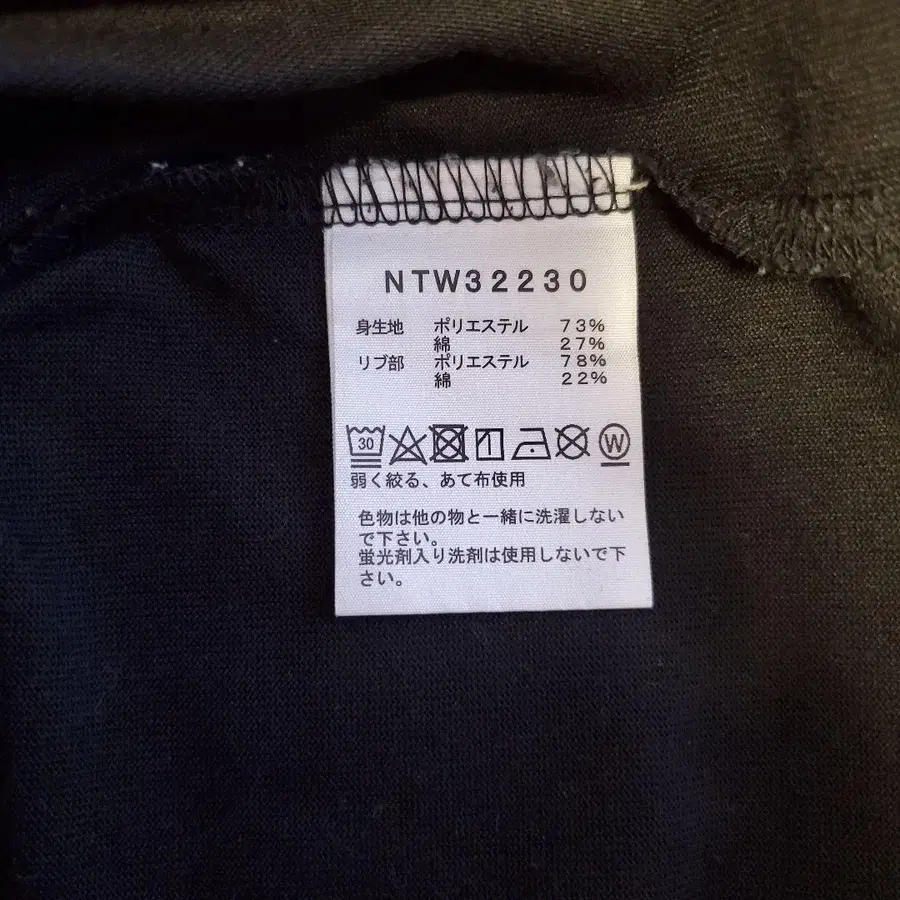 NTW32230
身生地 ポリエステル 73%
綿 27%
リブ部 ポリエステル 78%
綿 22%
30 W
弱く絞る、あて布使用
色物は他の物と一緒に洗濯しない
で下さい。
蛍光剤入り洗剤は使用しないで下
さい。